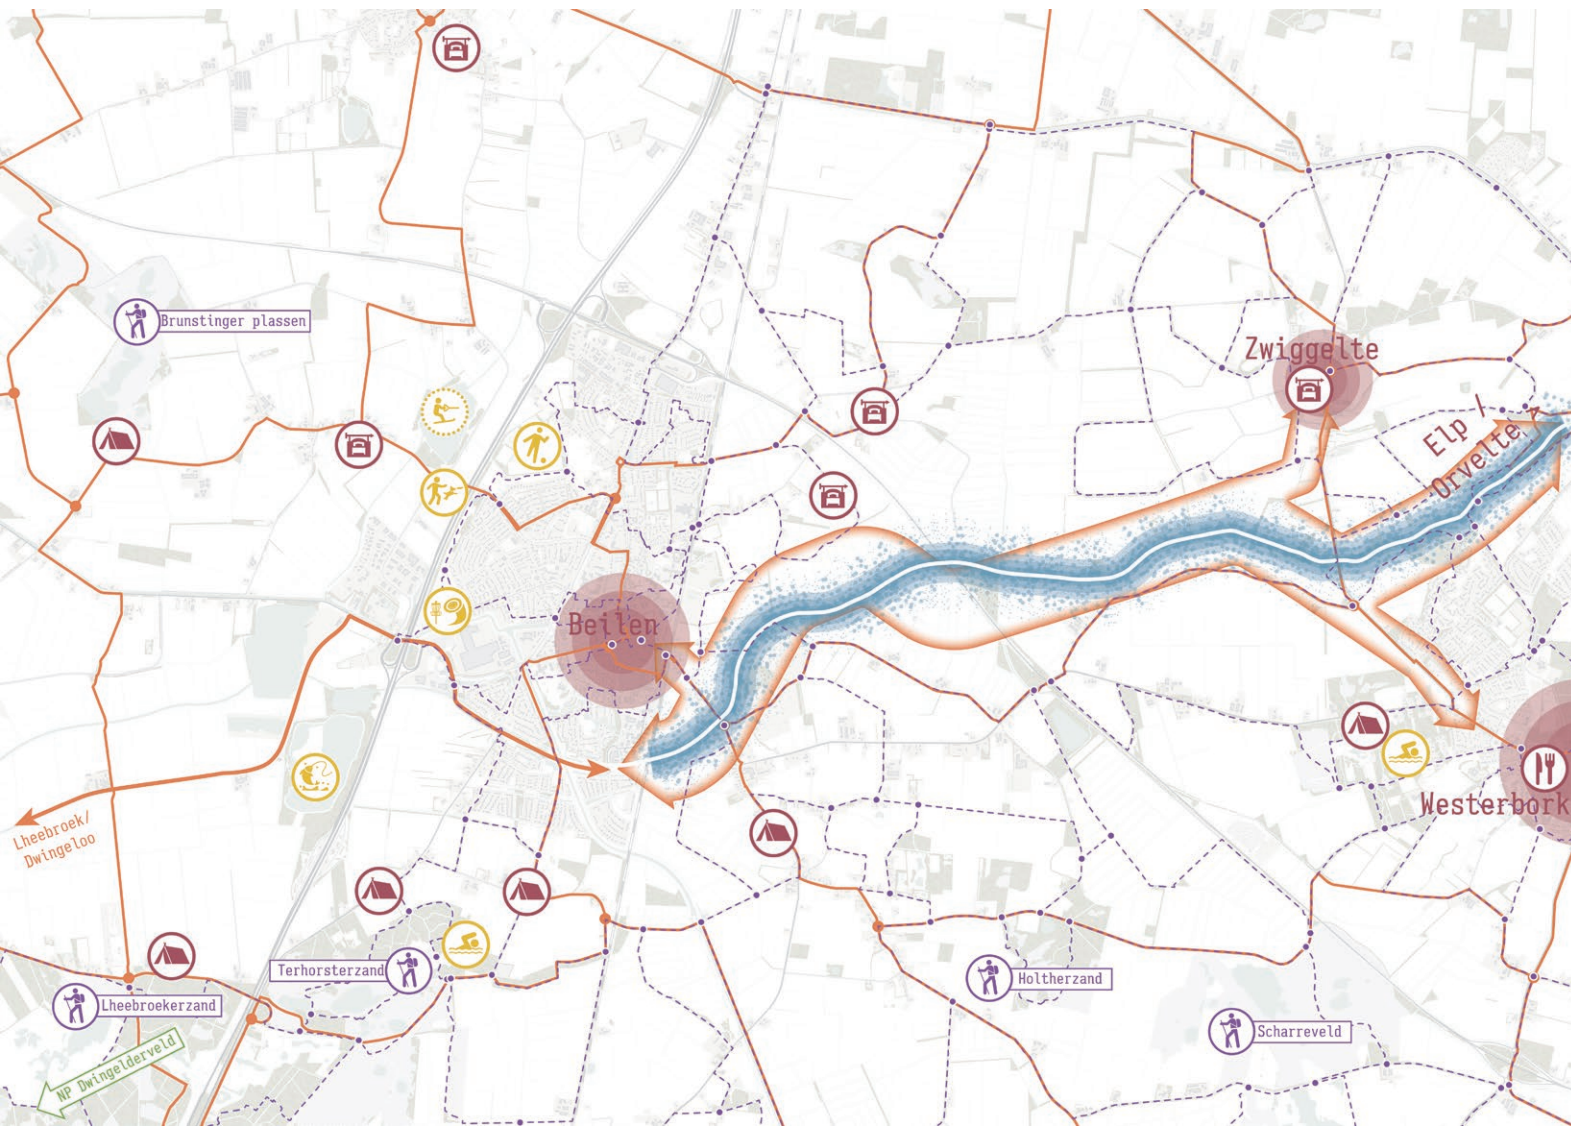 Brunstinger plassen
Zwiggelte
Elp /
Orvelte
Beilen
Lheebroek/
Dwingeloo
Westerbork
Terhorsterzand
Holtherzand
Lheebroekerzand
Scharreveld
NP Dwingelderveld